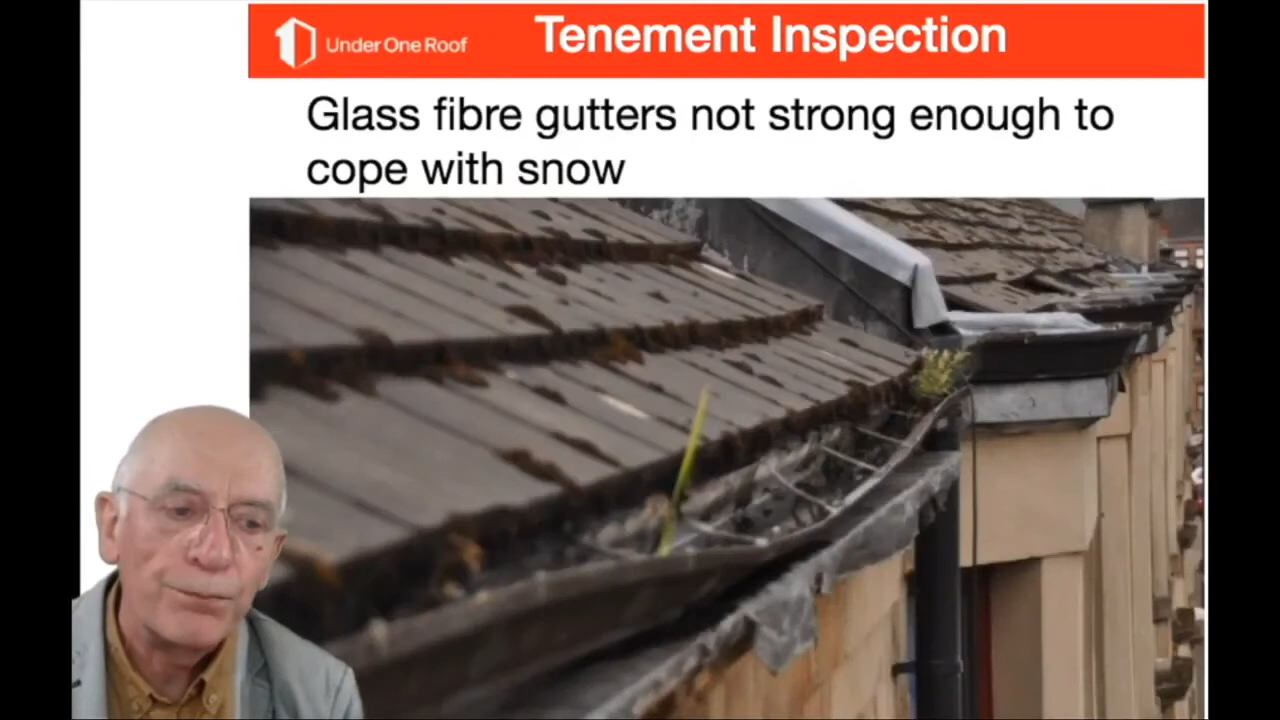 Under One Roof
Tenement Inspection
Glass fibre gutters not strong enough to
cope with snow